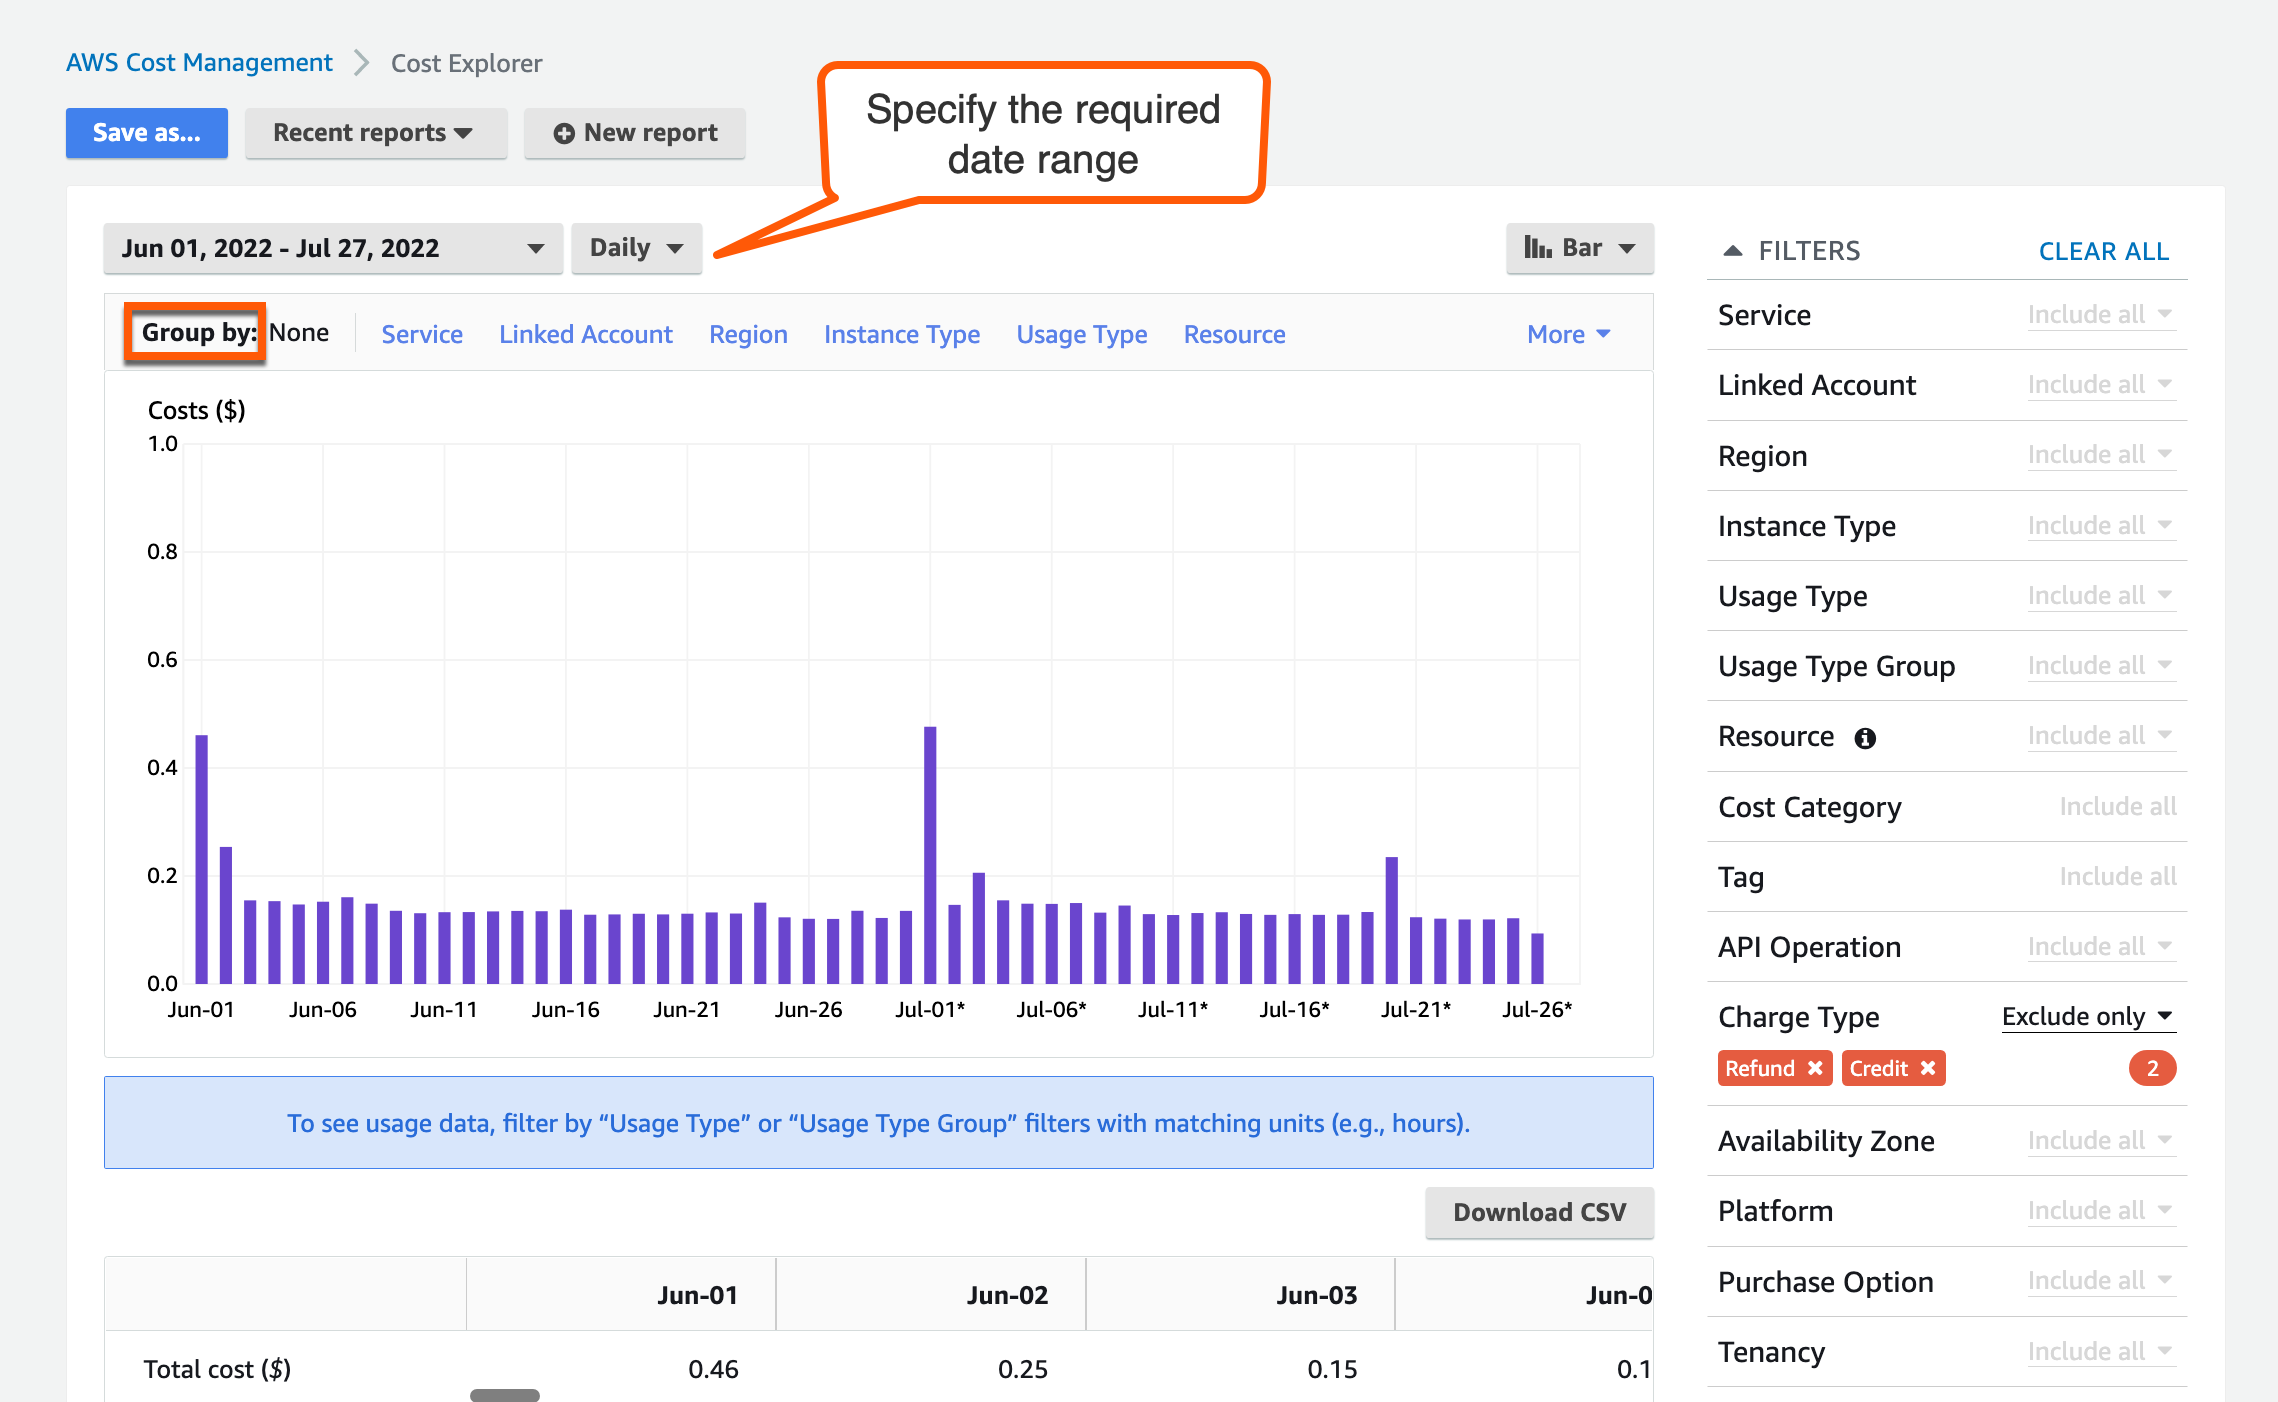 AWS Cost Management > Cost Explorer
Save as...
Recent reports
New report
Specify the required
date range
Jun 01, 2022 - Jul 27, 2022
Daily
Bar
Group by: None
Service
Linked Account
Region
Instance Type
Usage Type
Resource
More
Costs ($)
1.0
0.8
0.6
0.4
0.2
0.0
Jun-01
Jun-06
Jun-11
Jun-16
Jun-21
Jun-26
Jul-01*
Jul-06*
Jul-11*
Jul-16*
Jul-21*
Jul-26*
To see usage data, filter by “Usage Type” or “Usage Type Group” filters with matching units (e.g., hours).
Download CSV
Jun-01
Jun-02
Jun-03
Jun-0
Total cost ($)
0.46
0.25
0.15
0.1
FILTERS
CLEAR ALL
Service Include all
Linked Account Include all
Region Include all
Instance Type Include all
Usage Type Include all
Usage Type Group Include all
Resource Include all
Cost Category Include all
Tag Include all
API Operation Include all
Charge Type Exclude only
Refund Credit 2
Availability Zone Include all
Platform Include all
Purchase Option Include all
Tenancy Include all